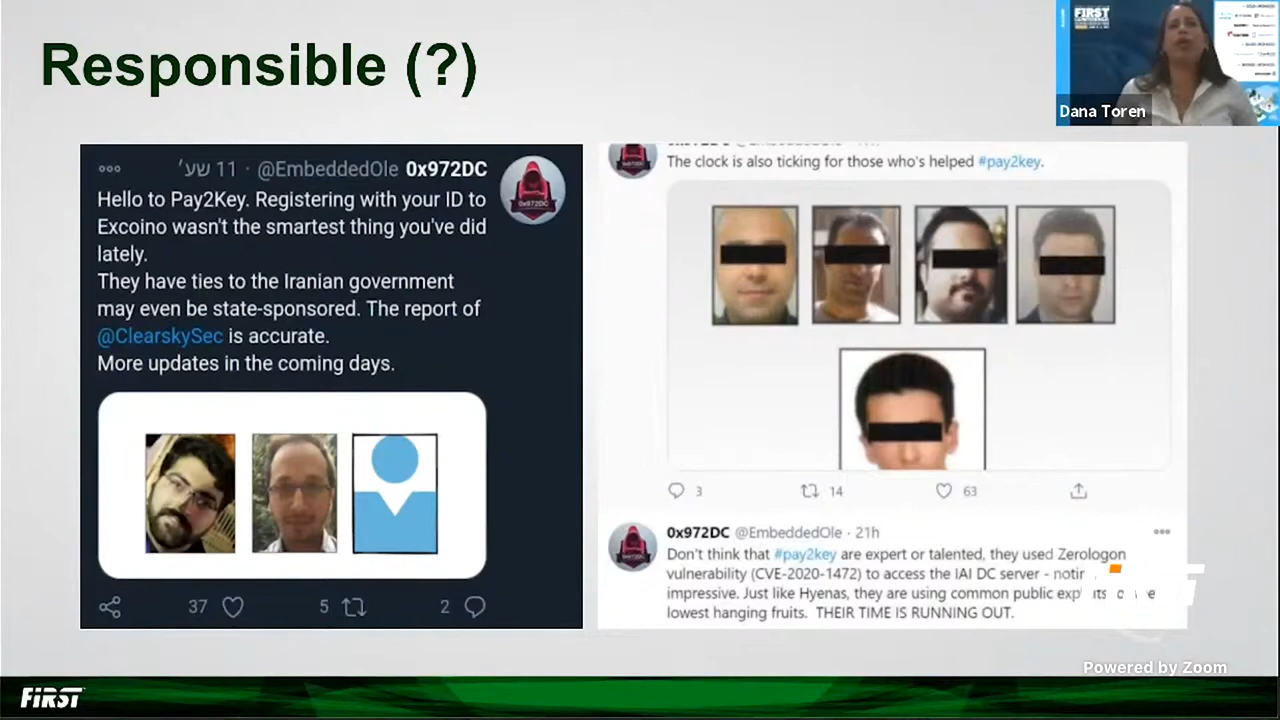 Responsible (?)
Dana Toren
FIRST
11 שע׳ · @EmbeddedOle 0x972DC
Hello to Pay2Key. Registering with your ID to
Excoino wasn't the smartest thing you've did
lately.
They have ties to the Iranian government
may even be state-sponsored. The report of
@ClearskySec is accurate.
More updates in the coming days.
37 5 2
The clock is also ticking for those who's helped #pay2key.
3 14 63
0x972DC @EmbeddedOle · 21h
Don't think that #pay2key are expert or talented, they used Zerologon
vulnerability (CVE-2020-1472) to access the IAI DC server -
impressive. Just like Hyenas, they are using common public
lowest hanging fruits. THEIR TIME IS RUNNING OUT.
Powered by Zoom
FIRST